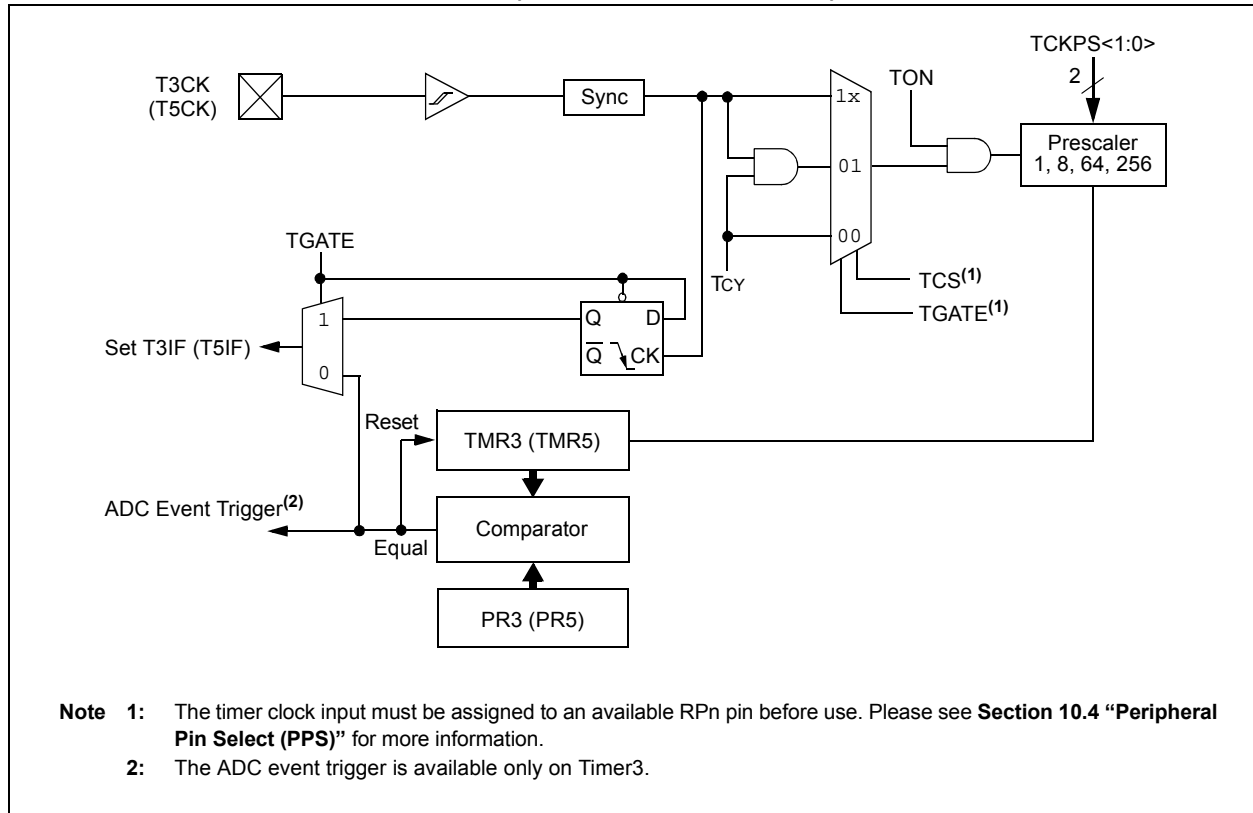 TCKPS<1:0>
2
T3CK
(T5CK)
Sync
TON
1x
01
00
Prescaler
1, 8, 64, 256
TGATE
TCY
TCS(1)
TGATE(1)
1
0
Q D
Q CK
Set T3IF (T5IF)
Reset
TMR3 (TMR5)
ADC Event Trigger(2)
Equal
Comparator
PR3 (PR5)
Note 1: The timer clock input must be assigned to an available RPn pin before use. Please see Section 10.4 “Peripheral
Pin Select (PPS)” for more information.
2: The ADC event trigger is available only on Timer3.